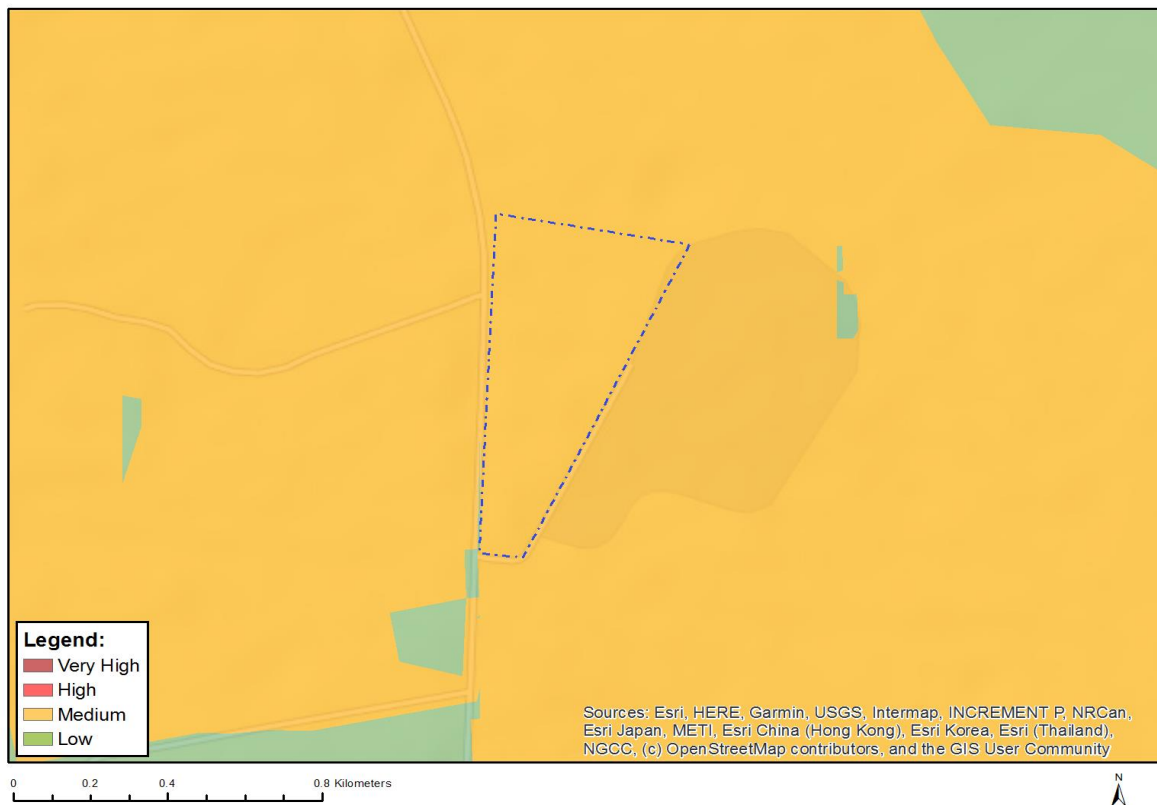 Legend:
Very High
High
Medium
Low
Sources: Esri, HERE, Garmin, USGS, Intermap, INCREMENT P, NRCan,
Esri Japan, METI, Esri China (Hong Kong), Esri Korea, Esri (Thailand),
NGCC, (c) OpenStreetMap contributors, and the GIS User Community
0 0.2 0.4 0.8 Kilometers
N